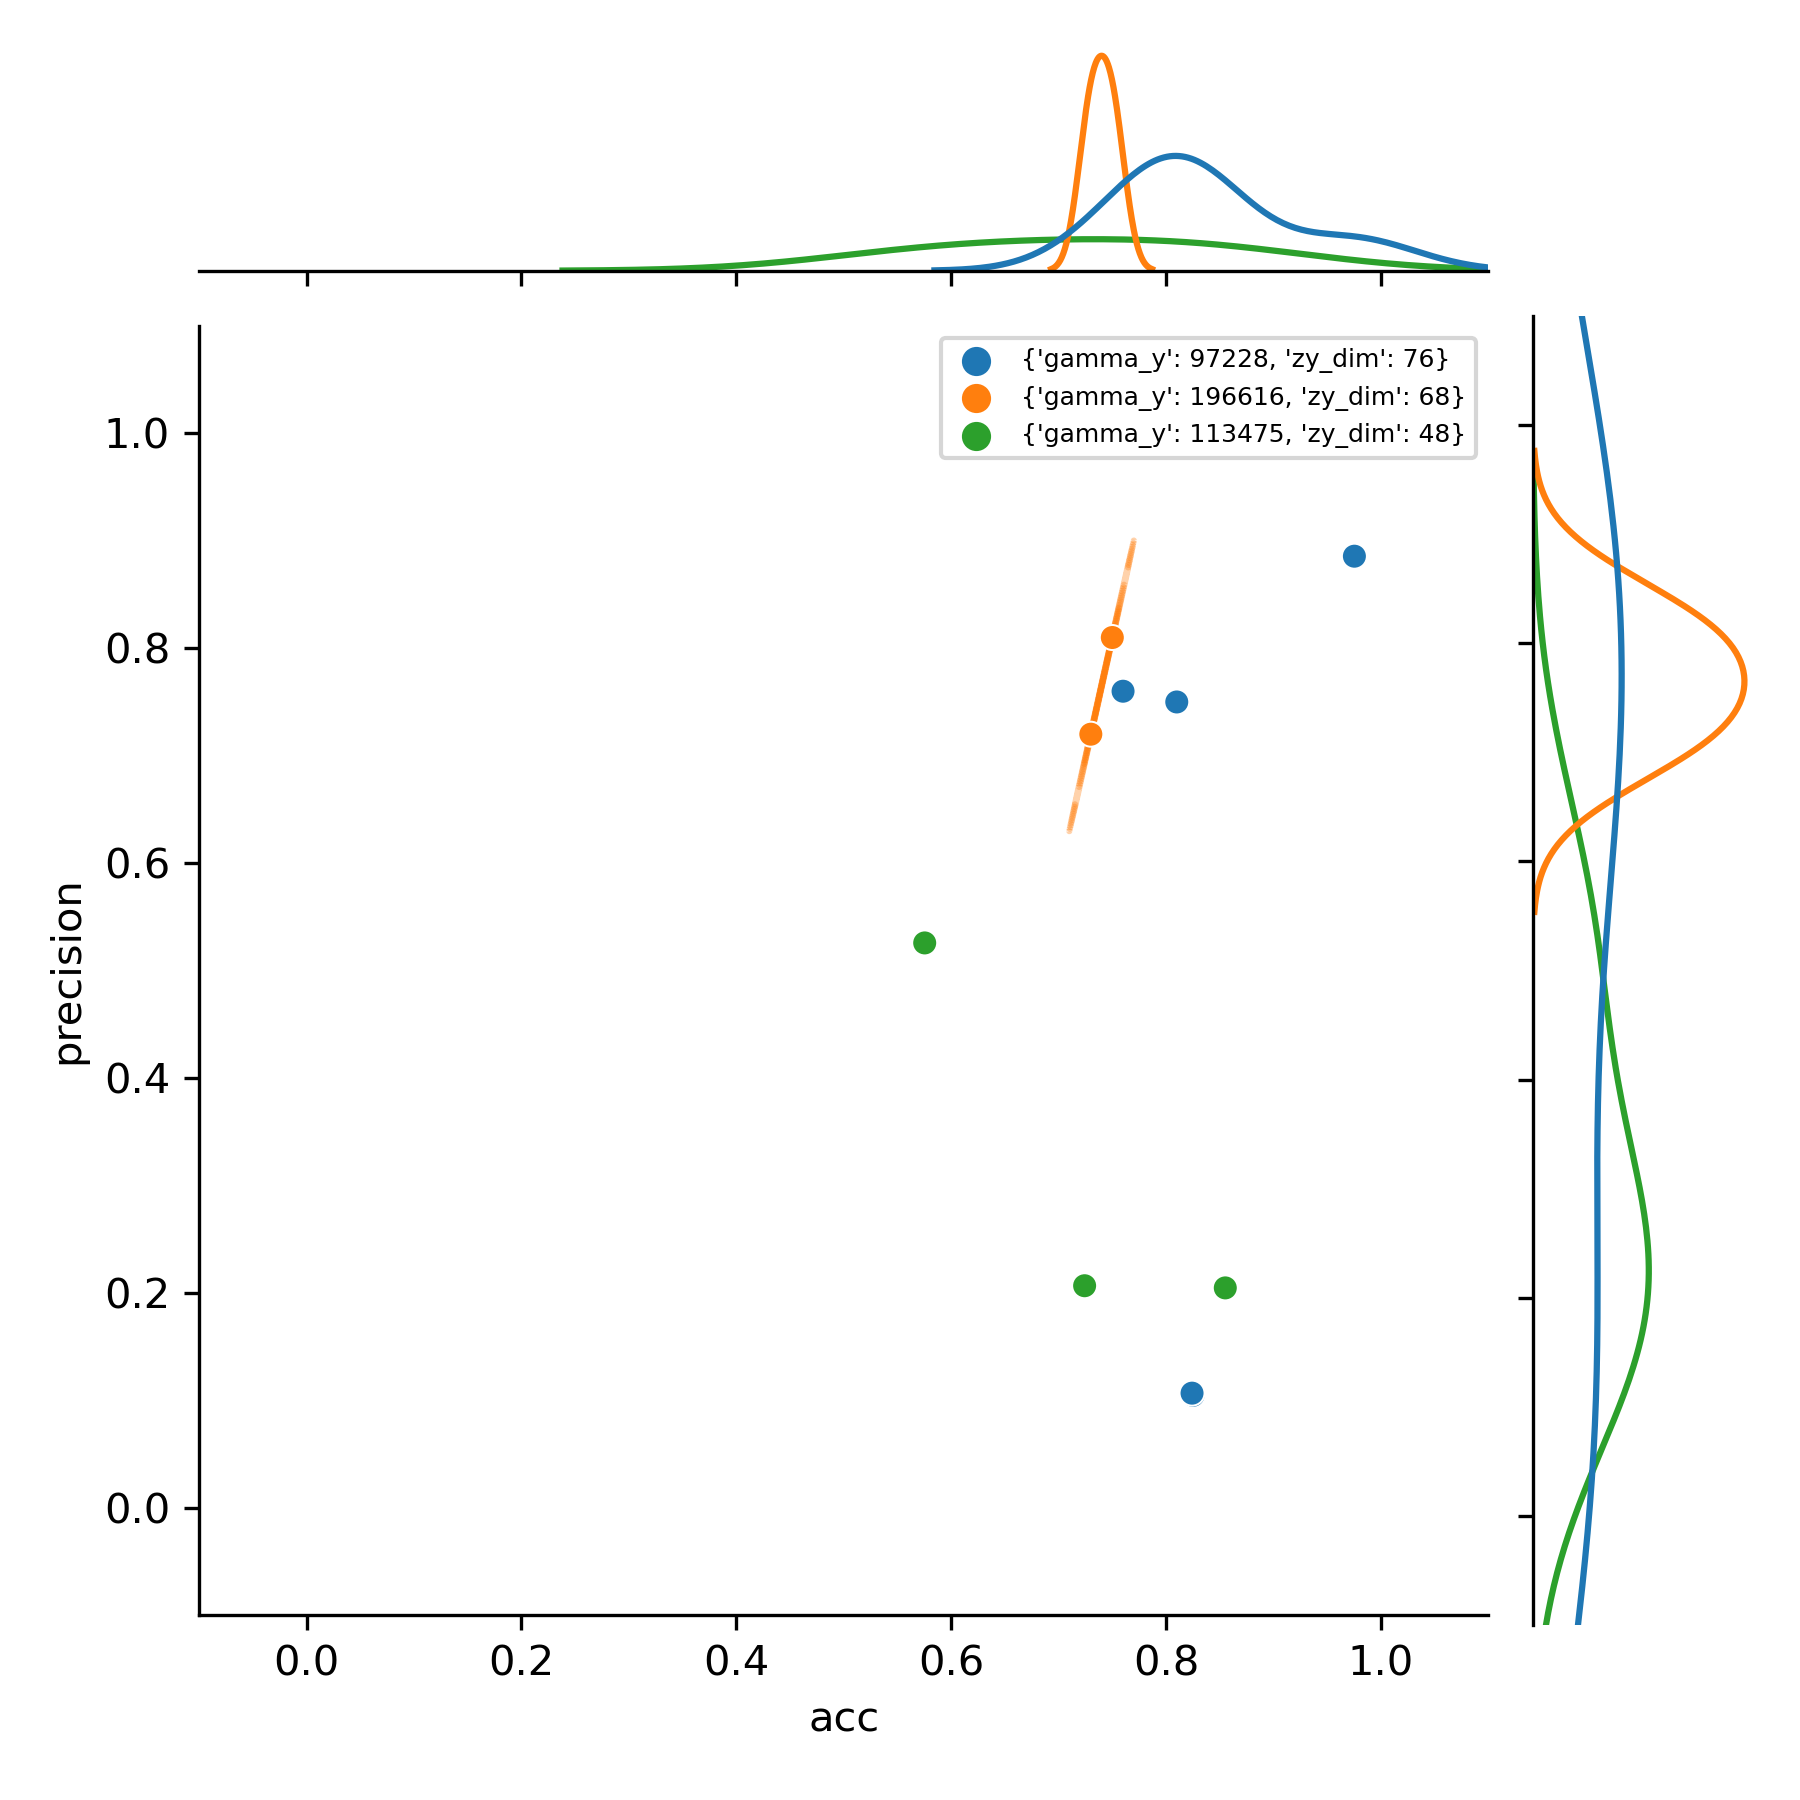 {'gamma_y': 97228, 'zy_dim': 76}
{'gamma_y': 196616, 'zy_dim': 68}
{'gamma_y': 113475, 'zy_dim': 48}
1.0
0.8
0.6
0.4
0.2
0.0
precision
0.0 0.2 0.4 0.6 0.8 1.0
acc